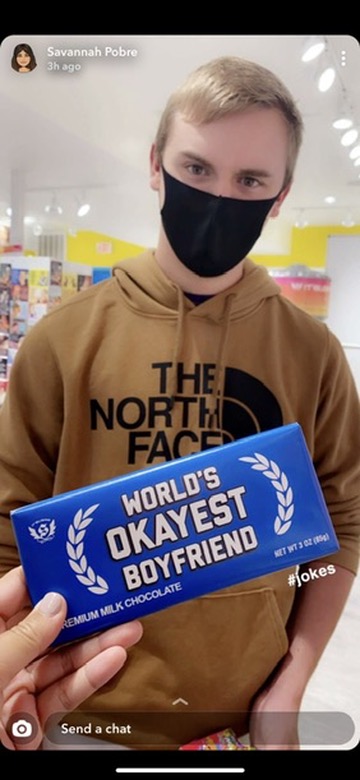 Savannah Pobre
3h ago
THE
NORTH
FACE
WORLD'S
OKAYEST
BOYFRIEND
NET WT 3 OZ (85g)
REMIUM MILK CHOCOLATE
#jokes
Send a chat